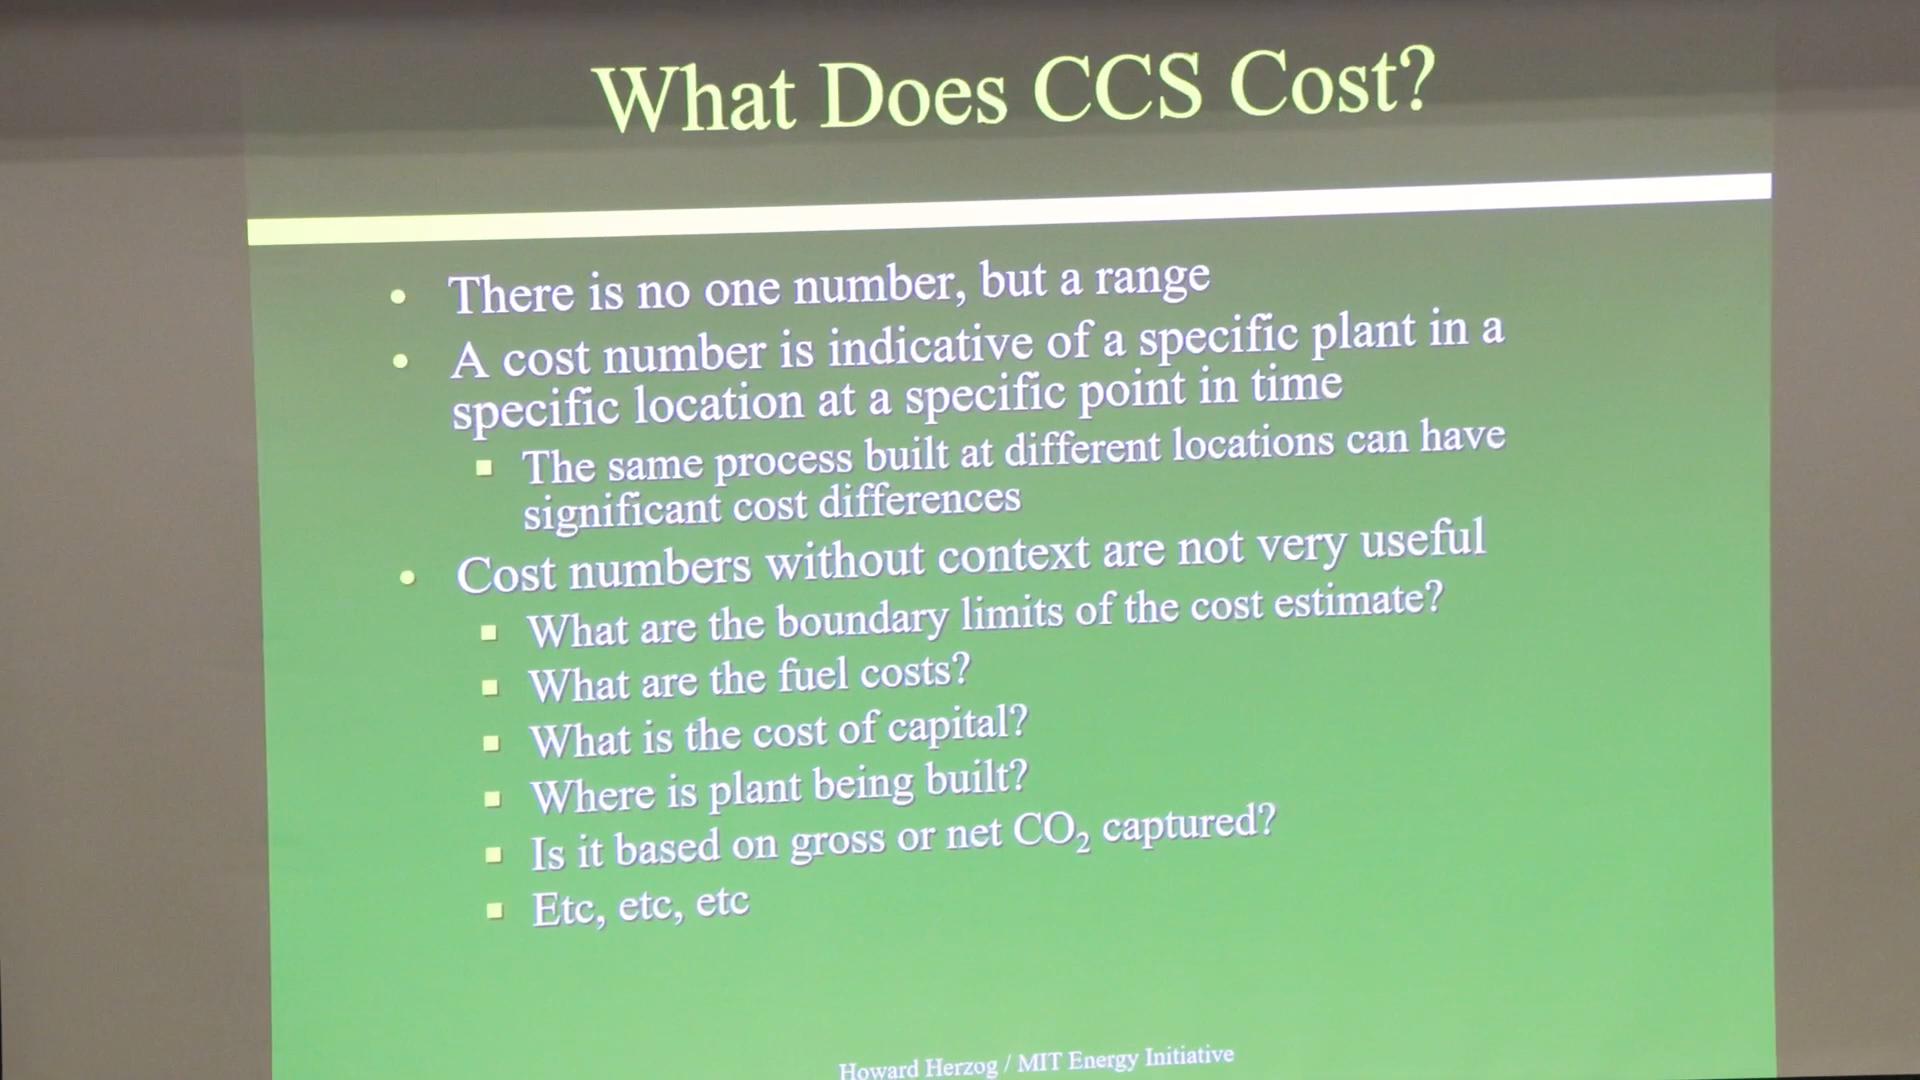 What Does CCS Cost?
• There is no one number, but a range
• A cost number is indicative of a specific plant in a
specific location at a specific point in time
▪ The same process built at different locations can have
significant cost differences
• Cost numbers without context are not very useful
▪ What are the boundary limits of the cost estimate?
▪ What are the fuel costs?
▪ What is the cost of capital?
▪ Where is plant being built?
▪ Is it based on gross or net CO₂ captured?
▪ Etc, etc, etc
Howard Herzog / MIT Energy Initiative